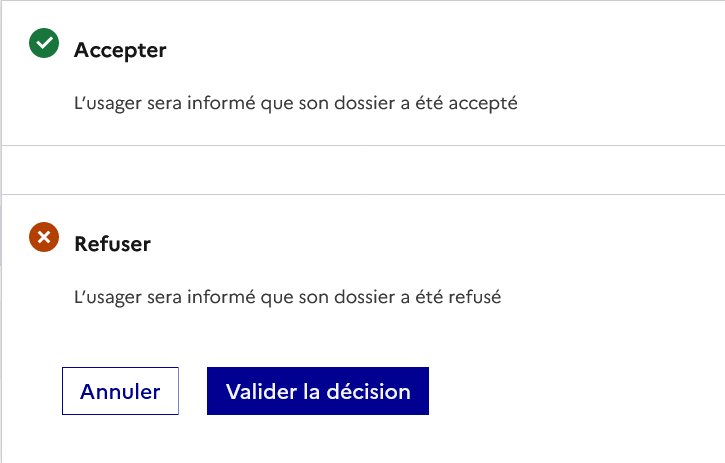 Accepter
L’usager sera informé que son dossier a été accepté
Refuser
L’usager sera informé que son dossier a été refusé
Annuler
Valider la décision